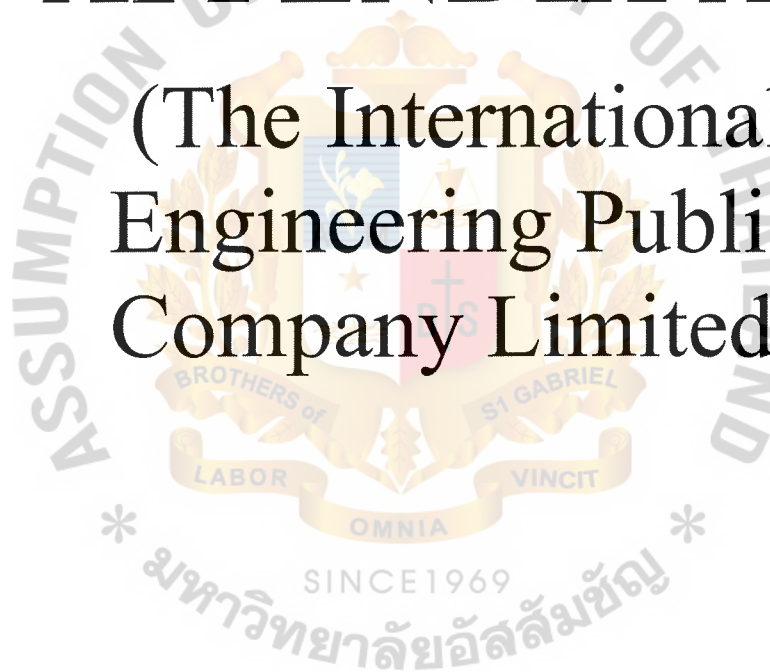 (The International
Engineering Publi
Company Limited
ASSUMPTION
BROTHERS of
ST GABRIEL
D S
LABOR
VINCIT
OMNIA
SINCE1969
มหาวิทยาลัยอัสสัมชัญ